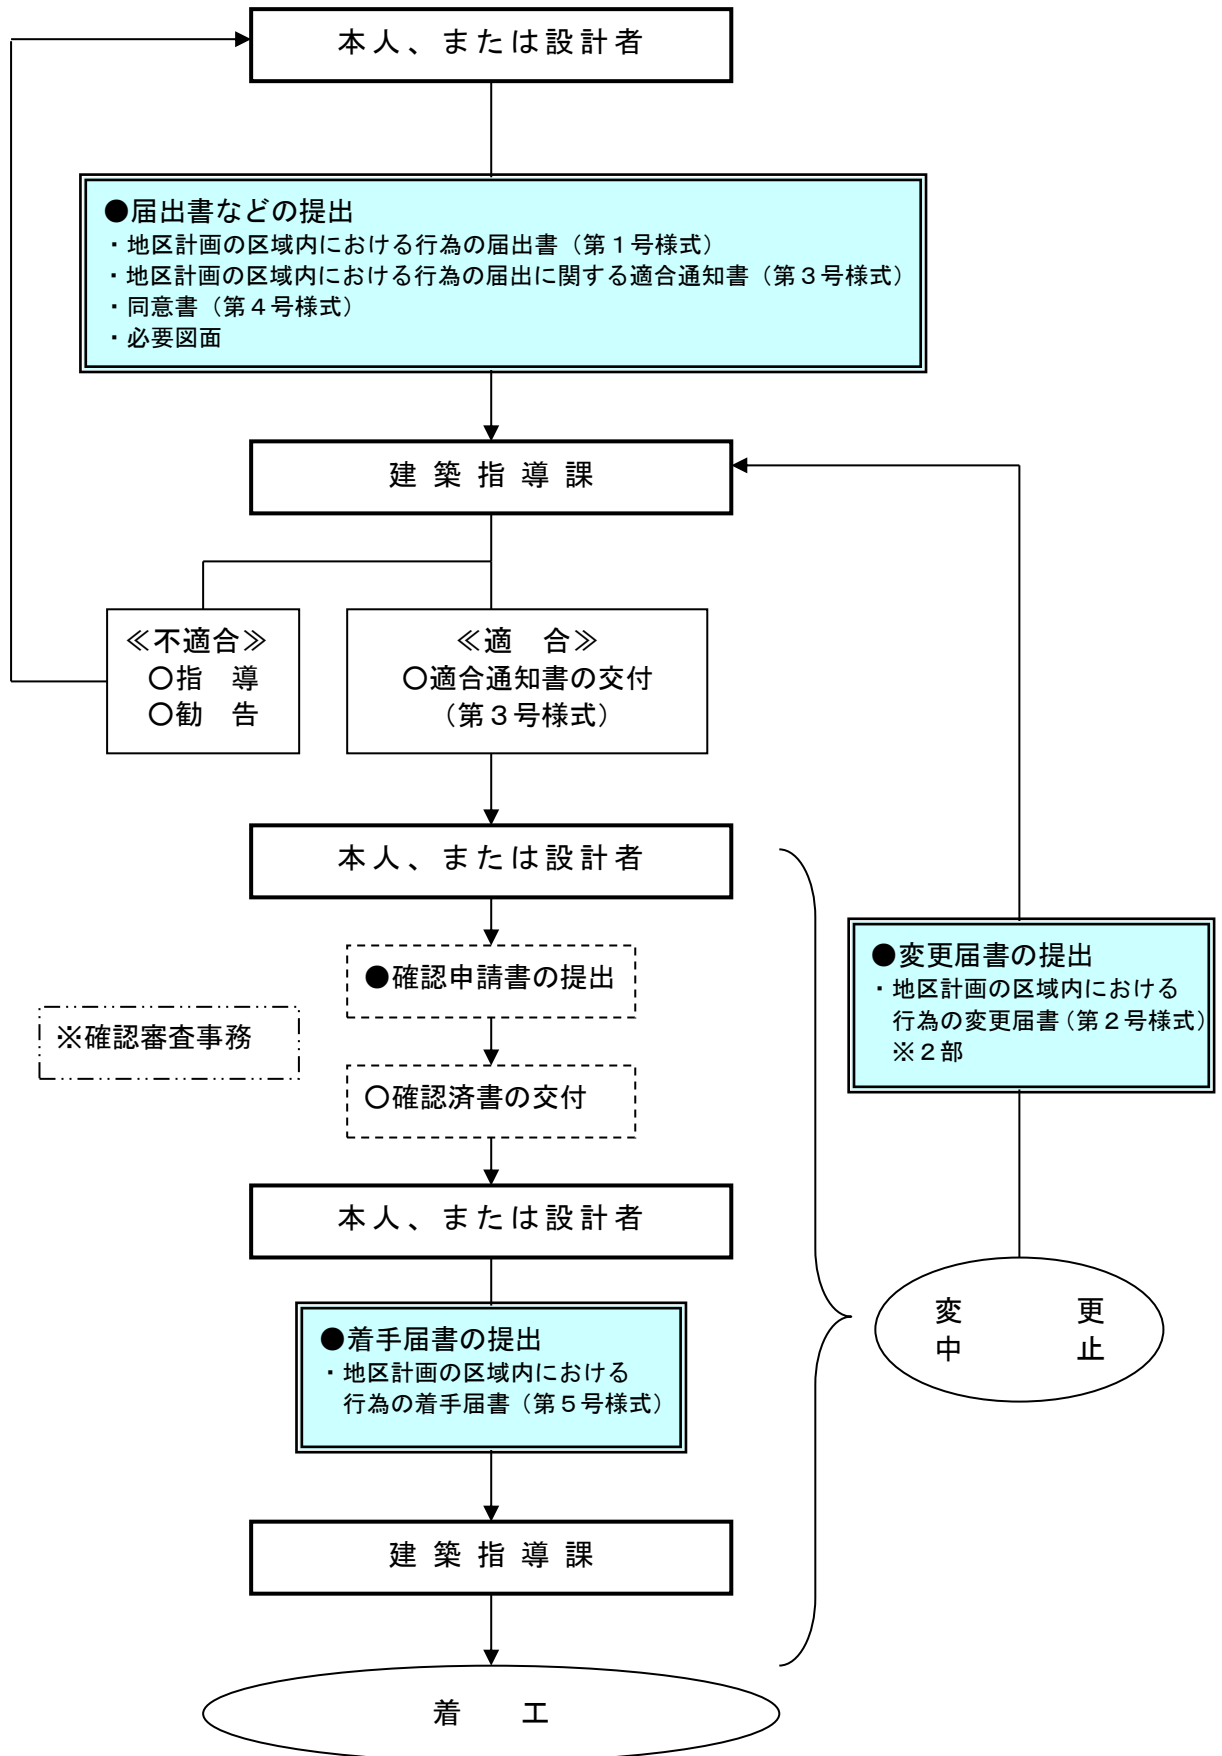 本人、または設計者
●届出書などの提出
・地区計画の区域内における行為の届出書（第１号様式）
・地区計画の区域内における行為の届出に関する適合通知書（第３号様式）
・同意書（第４号様式）
・必要図面
建築指導課
≪不適合≫
○指　導
○勧　告
≪適　合≫
○適合通知書の交付
（第３号様式）
本人、または設計者
●確認申請書の提出
※確認審査事務
○確認済書の交付
本人、または設計者
●着手届書の提出
・地区計画の区域内における
行為の着手届書（第５号様式）
建築指導課
着　　工
●変更届書の提出
・地区計画の区域内における
行為の変更届書（第２号様式）
※２部
変　　　　更
中　　　　止